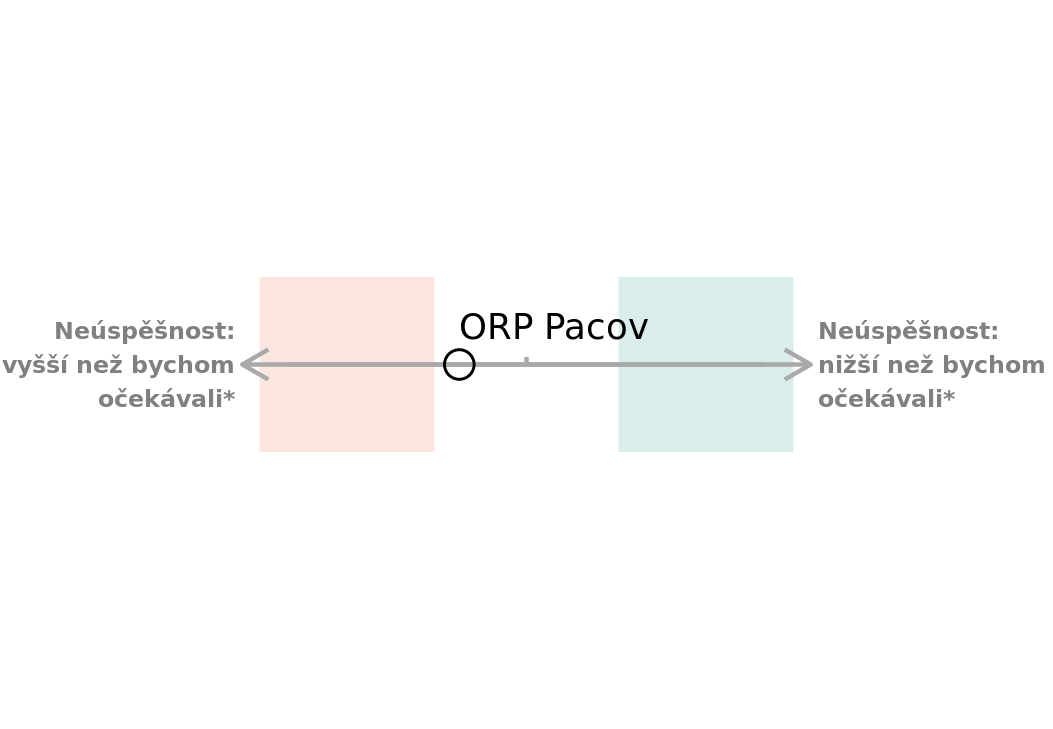 ORP Pacov
Neúspěšnost:
vyšší než bychom
očekávali*
Neúspěšnost:
nižší než bychom
očekávali*